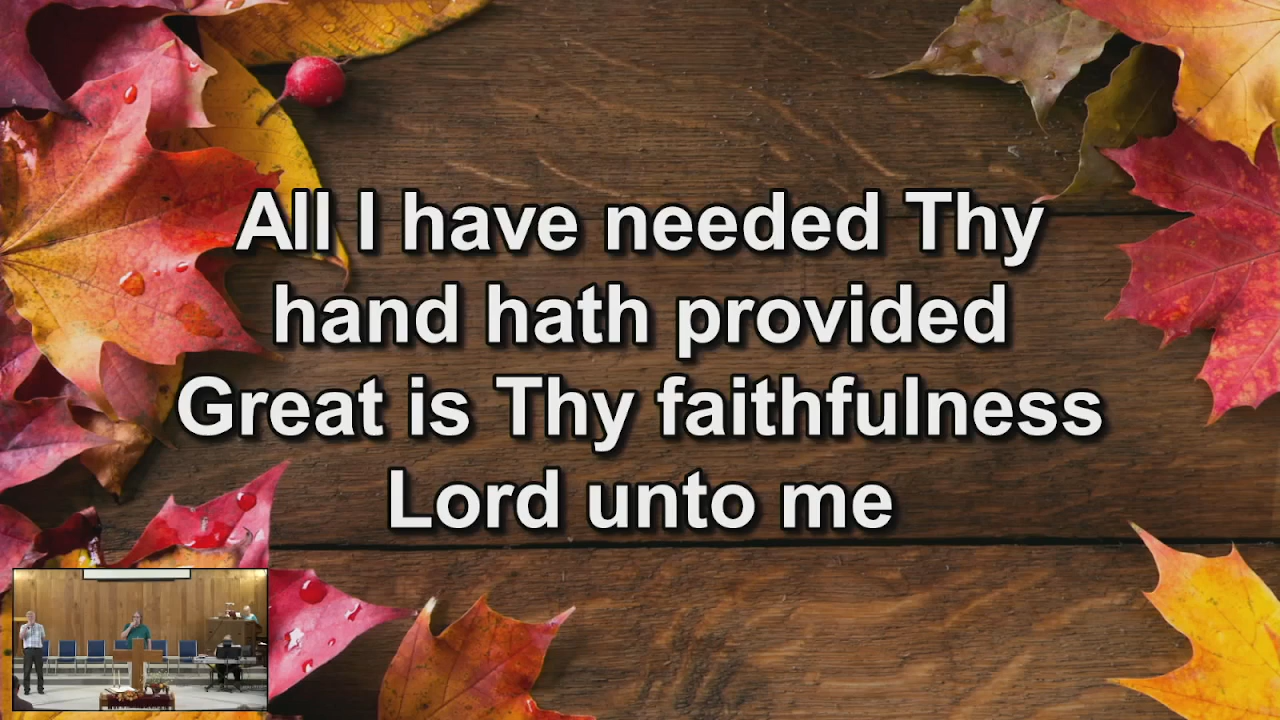 All I have needed Thy
hand hath provided
Great is Thy faithfulness
Lord unto me